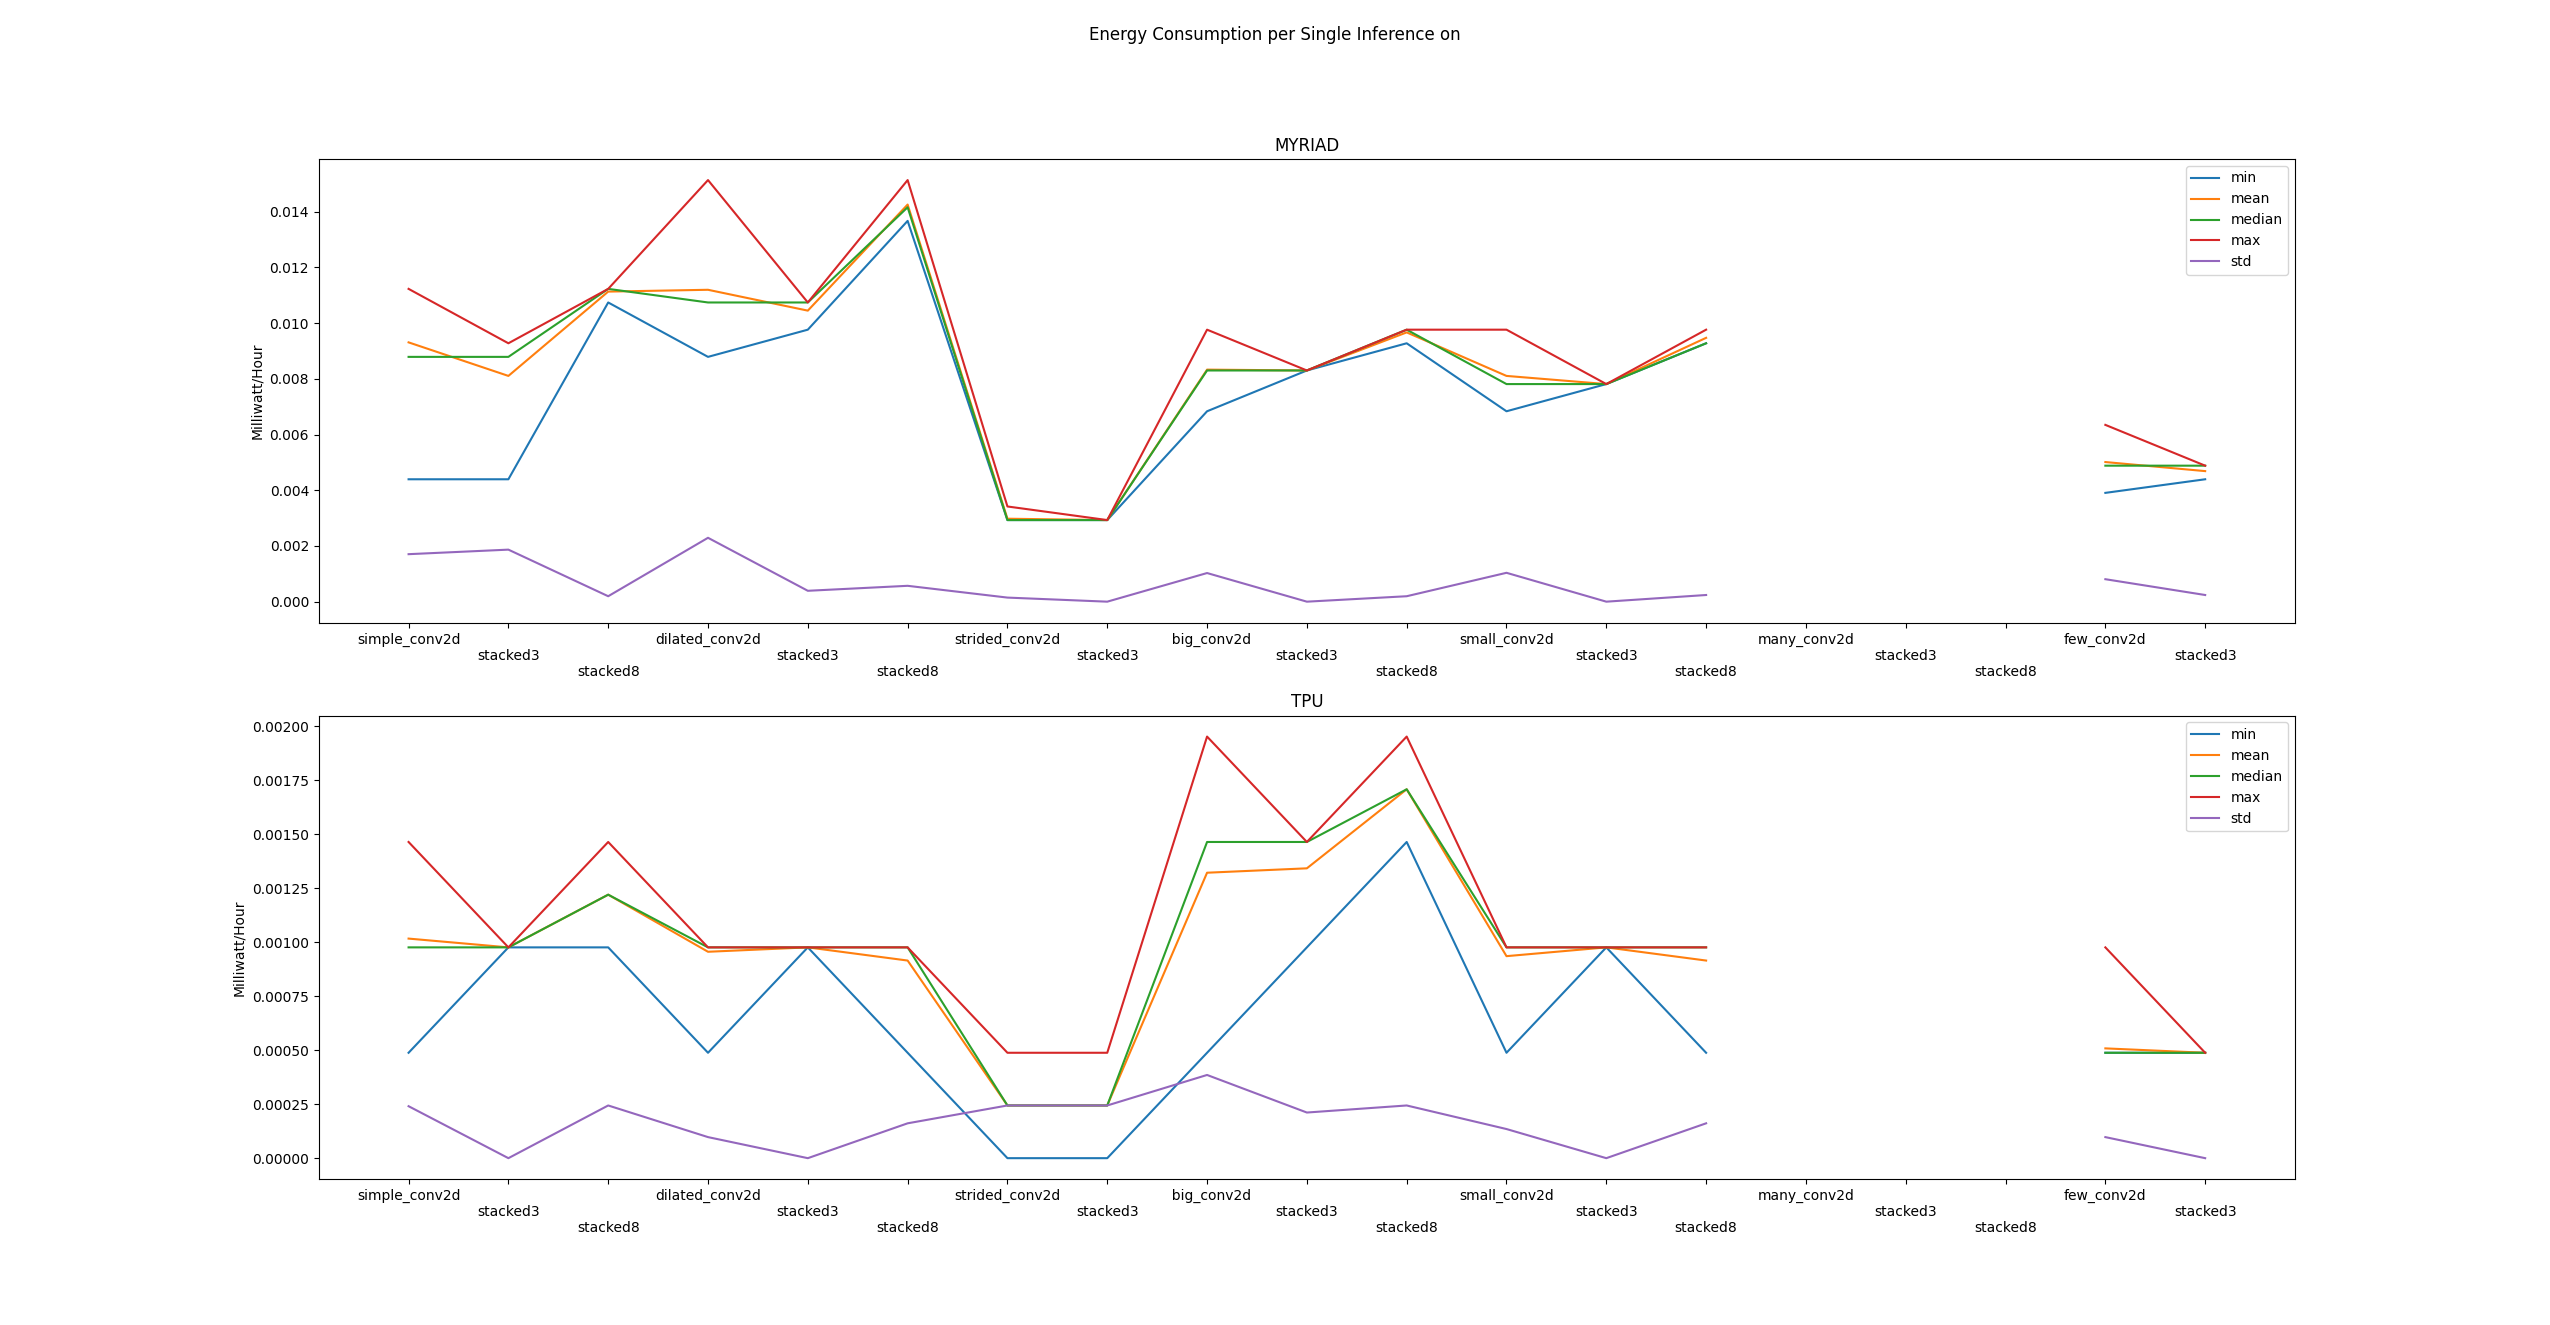 Energy Consumption per Single Inference on
MYRIAD
min
mean
median
max
std
0.014
0.012
0.010
0.008
0.006
0.004
0.002
0.000
Milliwatt/Hour
simple_conv2d dilated_conv2d strided_conv2d big_conv2d small_conv2d many_conv2d few_conv2d
stacked3 stacked3 stacked3 stacked3 stacked3 stacked3 stacked3
stacked8 stacked8 stacked8 stacked8 stacked8
TPU
min
mean
median
max
std
0.00200
0.00175
0.00150
0.00125
0.00100
0.00075
0.00050
0.00025
0.00000
Milliwatt/Hour
simple_conv2d dilated_conv2d strided_conv2d big_conv2d small_conv2d many_conv2d few_conv2d
stacked3 stacked3 stacked3 stacked3 stacked3 stacked3 stacked3
stacked8 stacked8 stacked8 stacked8 stacked8